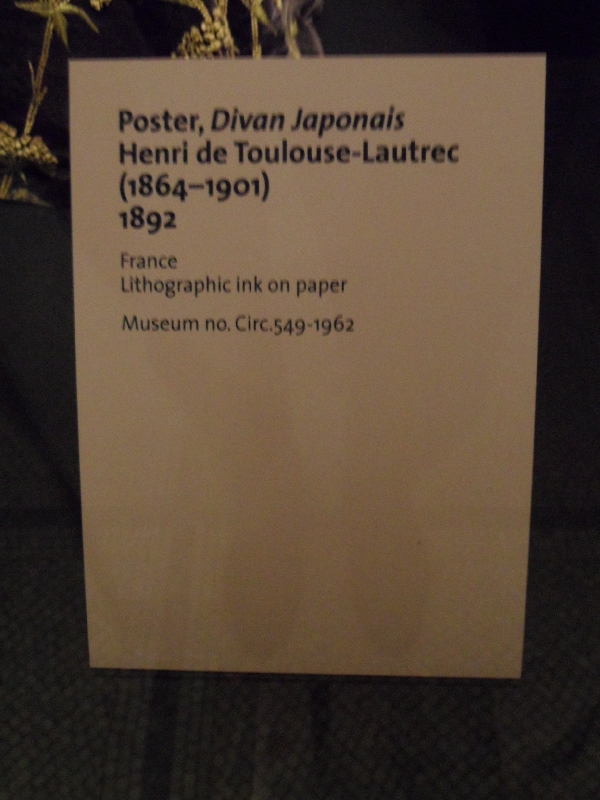 Poster, Divan Japonais
Henri de Toulouse-Lautrec
(1864–1901)
1892
France
Lithographic ink on paper
Museum no. Circ.549-1962